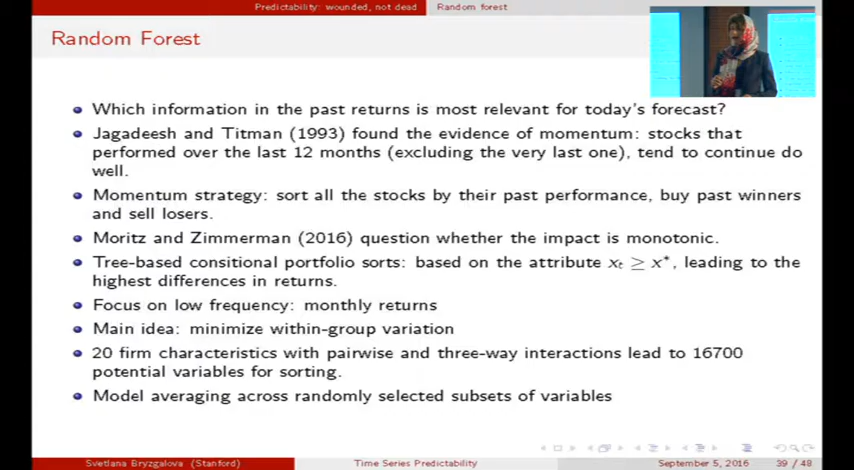 Predictability: wounded, not dead Random forest
Random Forest
Which information in the past returns is most relevant for today's forecast?
Jagadeesh and Titman (1993) found the evidence of momentum: stocks that
performed over the last 12 months (excluding the very last one), tend to continue do
well.
Momentum strategy: sort all the stocks by their past performance, buy past winners
and sell losers.
Moritz and Zimmerman (2016) question whether the impact is monotonic.
Tree-based consitional portfolio sorts: based on the attribute xₜ ≥ x*, leading to the
highest differences in returns.
Focus on low frequency: monthly returns
Main idea: minimize within-group variation
20 firm characteristics with pairwise and three-way interactions lead to 16700
potential variables for sorting.
Model averaging across randomly selected subsets of variables
Svetlana Bryzgalova (Stanford) Time Series Predictability September 5, 2016 39 / 48